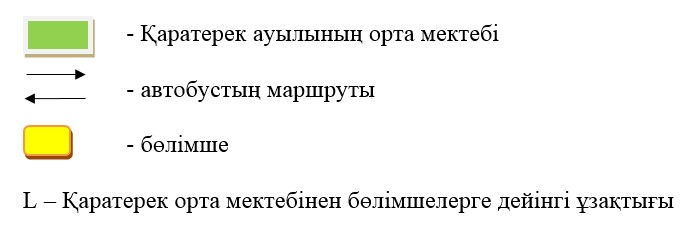 - Қаратерек ауылының орта мектебі
- автобустың маршруты
- бөлімше
L – Қаратерек орта мектебінен бөлімшелерге дейінгі ұзақтығы